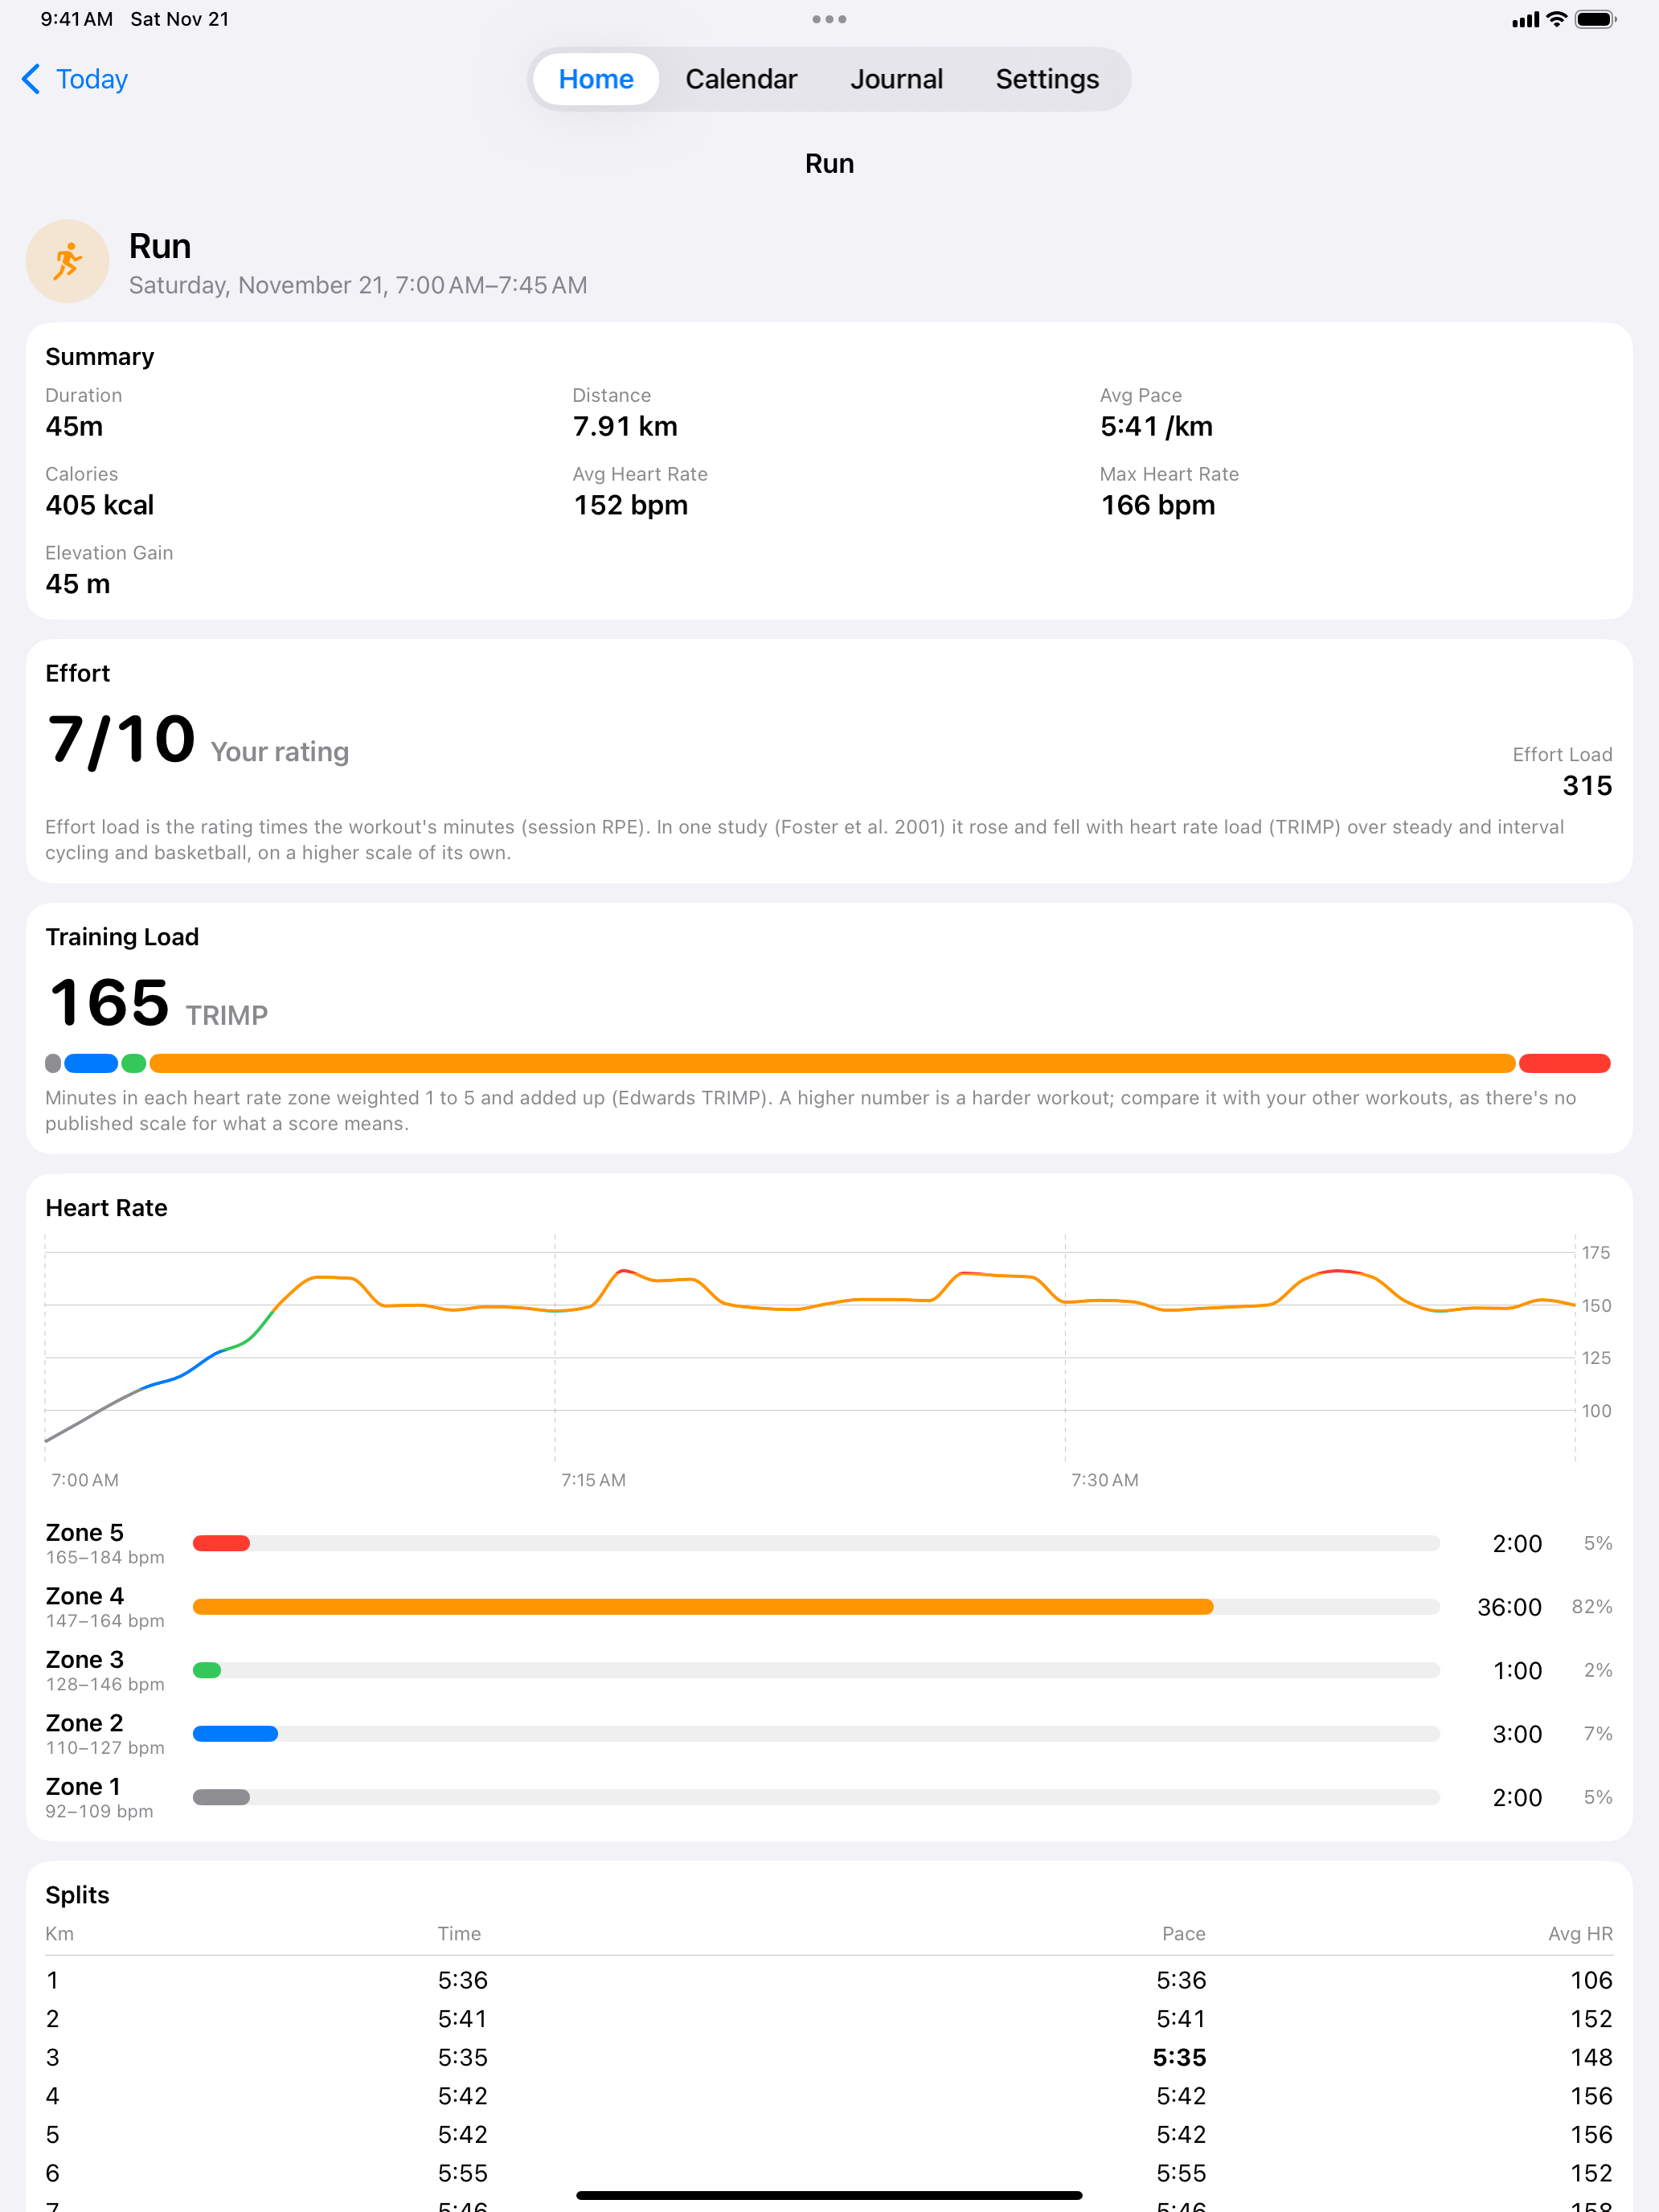 9:41 AM Sat Nov 21
Today
Home Calendar Journal Settings
Run
Run
Saturday, November 21, 7:00 AM–7:45 AM
Summary
Duration Distance Avg Pace
45m 7.91 km 5:41 /km
Calories Avg Heart Rate Max Heart Rate
405 kcal 152 bpm 166 bpm
Elevation Gain
45 m
Effort
7/10 Your rating
Effort Load
315
Effort load is the rating times the workout's minutes (session RPE). In one study (Foster et al. 2001) it rose and fell with heart rate load (TRIMP) over steady and interval
cycling and basketball, on a higher scale of its own.
Training Load
165 TRIMP
Minutes in each heart rate zone weighted 1 to 5 and added up (Edwards TRIMP). A higher number is a harder workout; compare it with your other workouts, as there's no
published scale for what a score means.
Heart Rate
175
150
125
100
7:00 AM 7:15 AM 7:30 AM
Zone 5
165–184 bpm
2:00 5%
Zone 4
147–164 bpm
36:00 82%
Zone 3
128–146 bpm
1:00 2%
Zone 2
110–127 bpm
3:00 7%
Zone 1
92–109 bpm
2:00 5%
Splits
Km Time Pace Avg HR
1 5:36 5:36 106
2 5:41 5:41 152
3 5:35 5:35 148
4 5:42 5:42 156
5 5:42 5:42 156
6 5:55 5:55 152
7 5:46 5:46 158